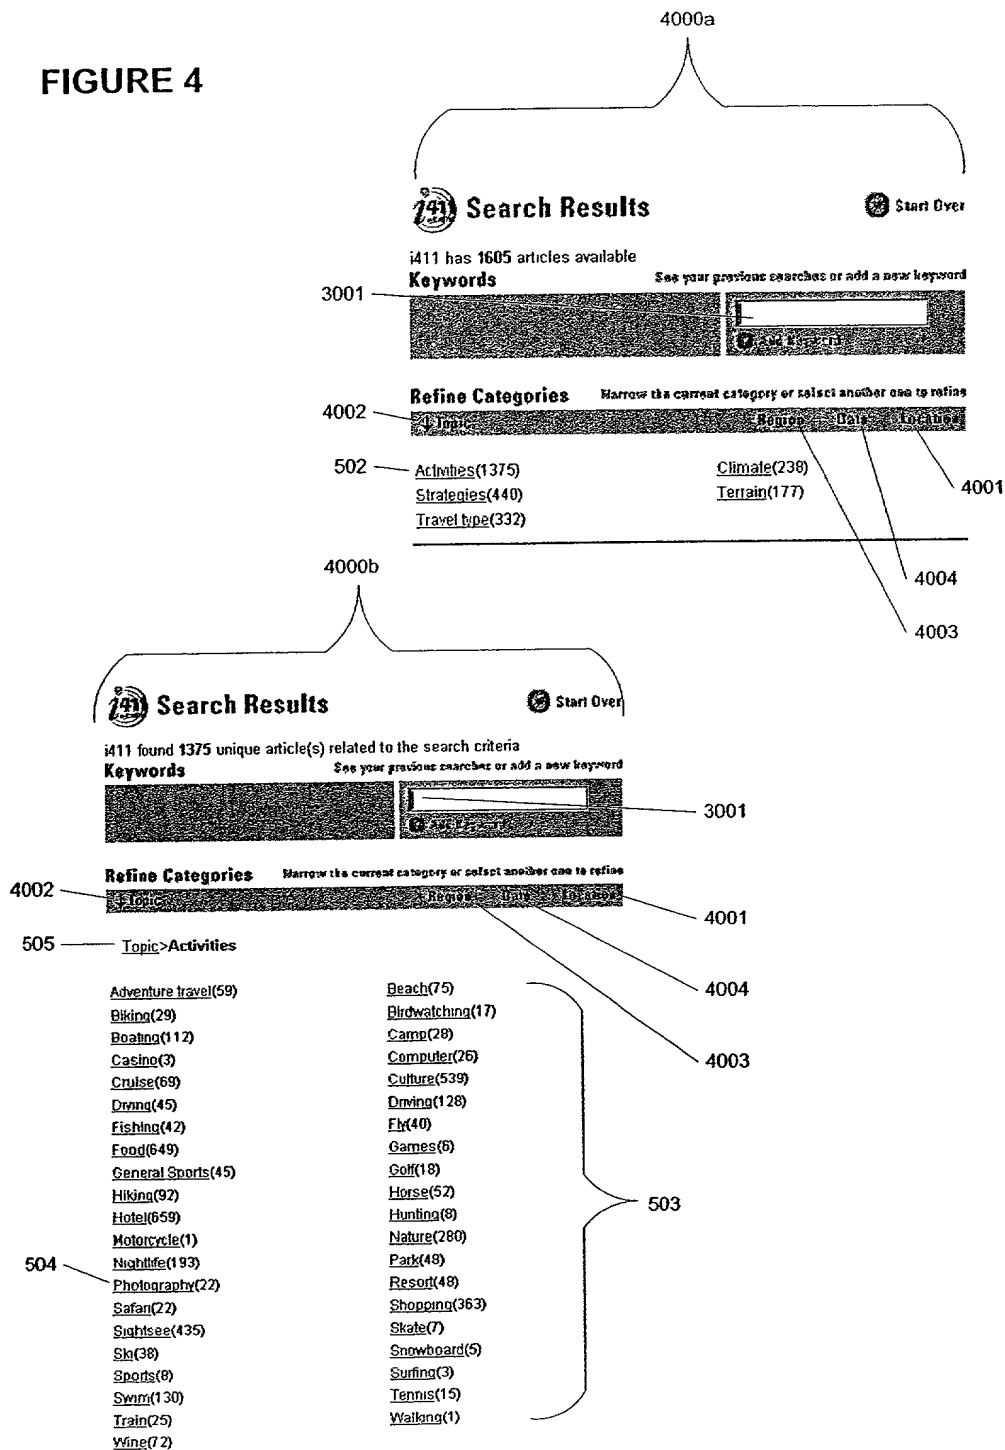 4000a
FIGURE 4
i411 Search Results Start Over
i411 has 1605 articles available
Keywords See your previous searches or add a new keyword
3001
Add Keyword
Refine Categories Narrow the current category or select another one to refine
4002
↓ Topic Region Date Location
502
Activities(1375) Climate(238)
4001
Strategies(440) Terrain(177)
Travel type(332)
4000b
4004
4003
i411 Search Results Start Over
i411 found 1375 unique article(s) related to the search criteria
Keywords See your previous searches or add a new keyword
3001
Add Keyword
Refine Categories Narrow the current category or select another one to refine
4002
↓ Topic Region Date Location
4001
505
Topic>Activities
4004
Adventure travel(59) Beach(75)
Biking(29) Birdwatching(17)
Boating(112) Camp(28)
Casino(3) Computer(26)
4003
Cruise(69) Culture(539)
Diving(45) Driving(128)
Fishing(42) Fly(40)
Food(649) Games(6)
General Sports(45) Golf(18)
Hiking(92) Horse(52)
503
Hotel(659) Hunting(8)
Motorcycle(1) Nature(280)
504
Nightlife(193) Park(49)
Photography(22) Resort(48)
Safari(22) Shopping(363)
Sightsee(435) Skate(7)
Ski(38) Snowboard(5)
Sports(8) Surfing(3)
Swim(130) Tennis(15)
Train(25) Walking(1)
Wine(72)